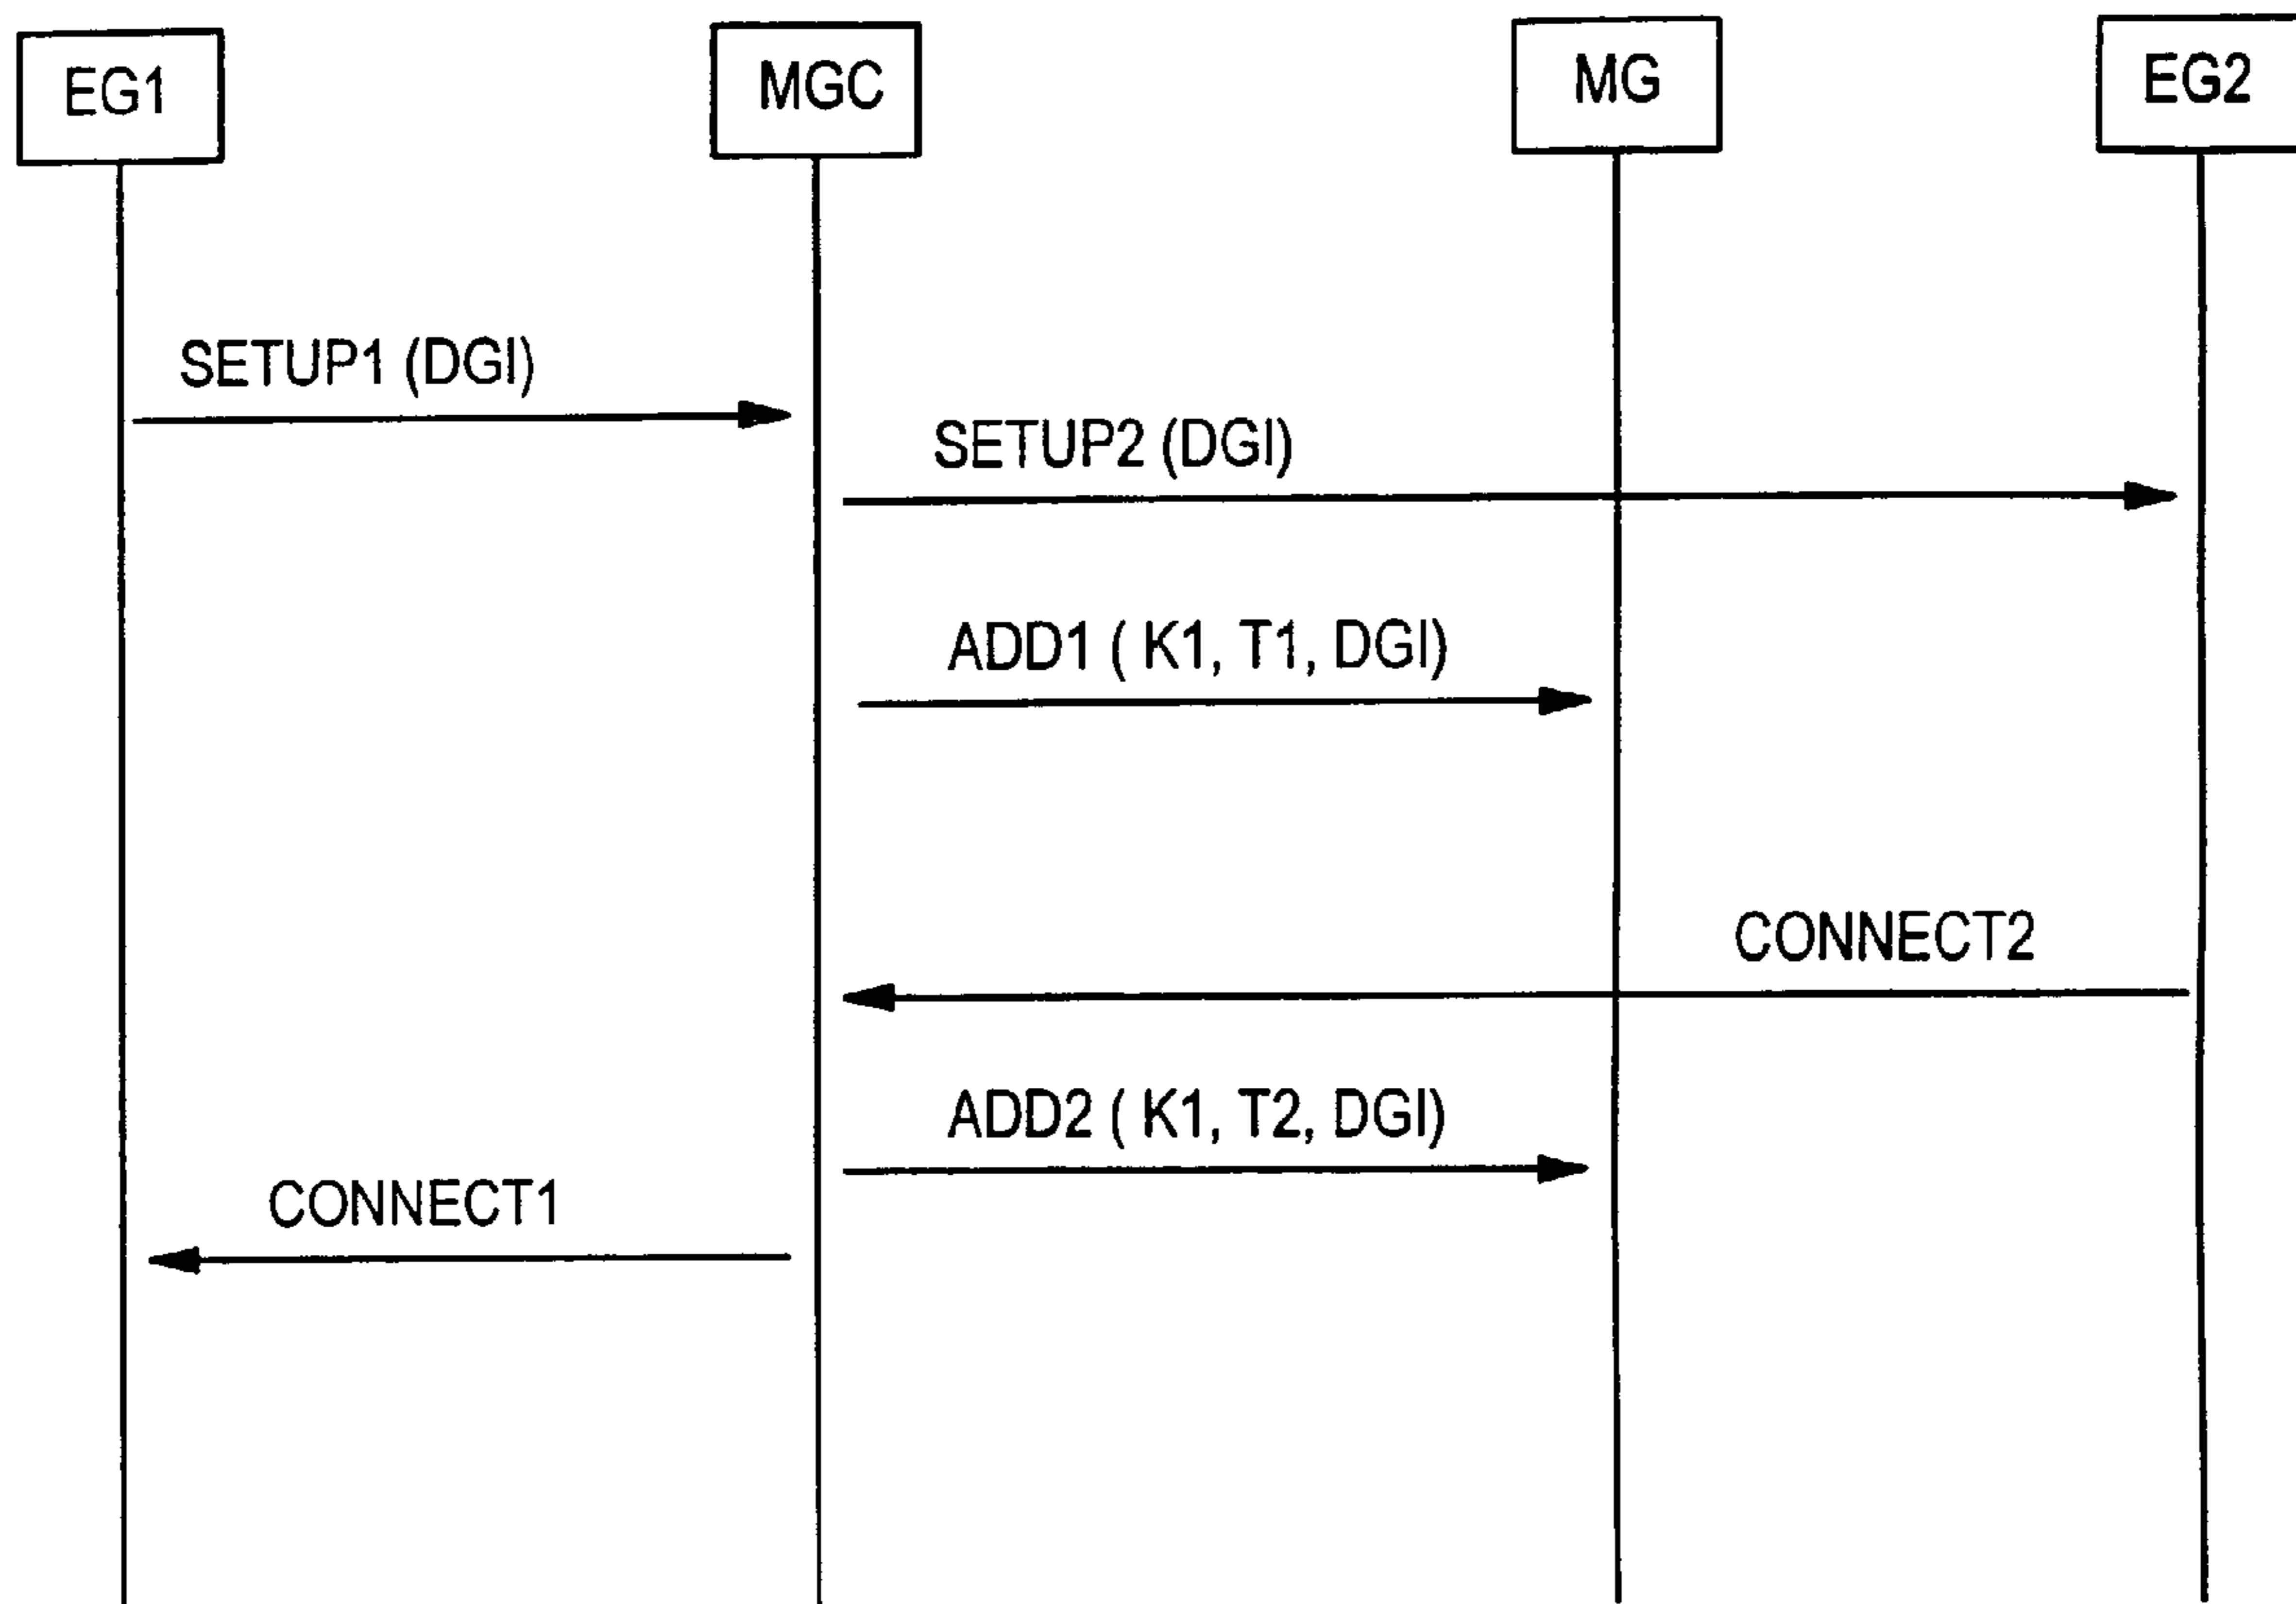 EG1
MGC
MG
EG2
SETUP1 (DGI)
SETUP2 (DGI)
ADD1 ( K1, T1, DGI)
CONNECT2
ADD2 ( K1, T2, DGI)
CONNECT1